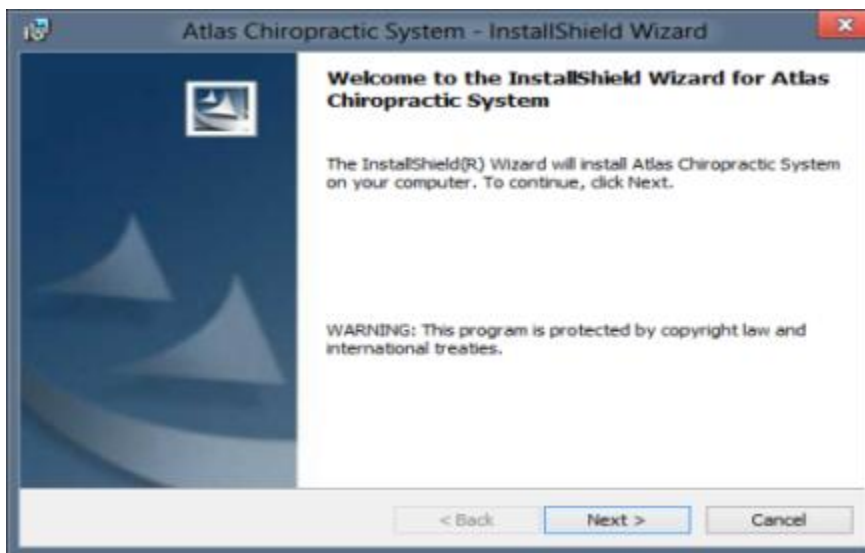 Atlas Chiropractic System - InstallShield Wizard
Welcome to the InstallShield Wizard for Atlas
Chiropractic System
The InstallShield(R) Wizard will install Atlas Chiropractic System
on your computer. To continue, click Next.
WARNING: This program is protected by copyright law and
international treaties.
< Back Next > Cancel